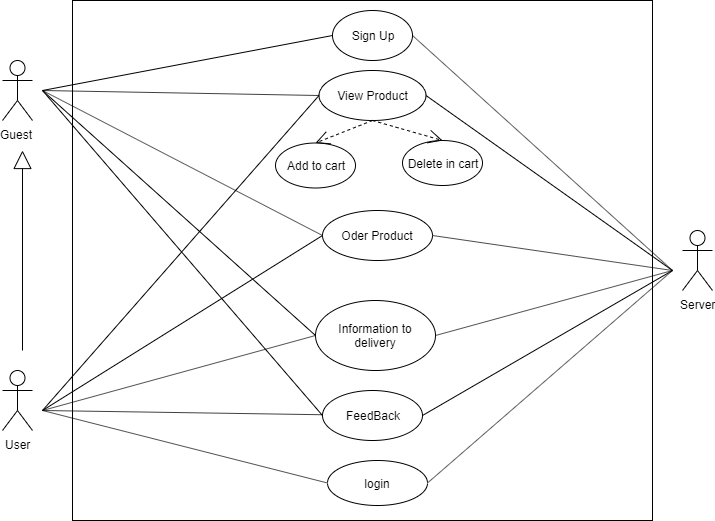 Sign Up
Guest
View Product
Add to cart
Delete in cart
Oder Product
Server
Information to
delivery
FeedBack
User
login